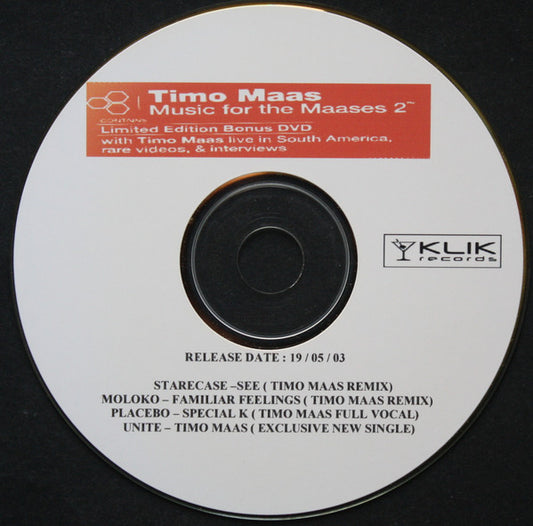 Timo Maas
Music for the Maases 2™
CONTAINS
Limited Edition Bonus DVD
with Timo Maas live in South America,
rare videos, & interviews
KLIK
records
RELEASE DATE : 19 / 05 / 03
STARECASE –SEE ( TIMO MAAS REMIX)
MOLOKO – FAMILIAR FEELINGS ( TIMO MAAS REMIX)
PLACEBO – SPECIAL K ( TIMO MAAS FULL VOCAL)
UNITE – TIMO MAAS ( EXCLUSIVE NEW SINGLE)